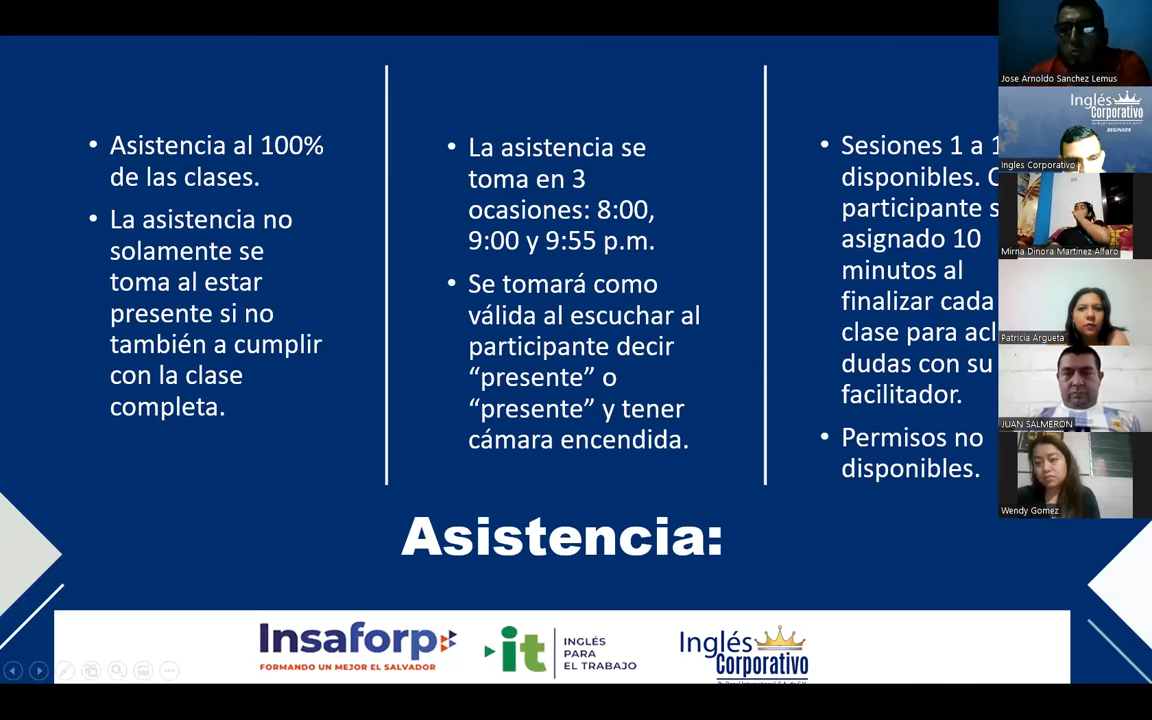 • Asistencia al 100%
de las clases.
• La asistencia no
solamente se
toma al estar
presente si no
también a cumplir
con la clase
completa.
• La asistencia se
toma en 3
ocasiones: 8:00,
9:00 y 9:55 p.m.
• Se tomará como
válida al escuchar al
participante decir
“presente” o
“presente” y tener
cámara encendida.
• Sesiones 1 a 1
disponibles. C
participante s
asignado 10
minutos al
finalizar cada
clase para acl
dudas con su
facilitador.
• Permisos no
disponibles.
Asistencia:
Insaforp
FORMANDO UN MEJOR EL SALVADOR
it
INGLÉS
PARA
EL TRABAJO
Inglés
Corporativo
Jose Arnoldo Sanchez Lemus
Inglés
Corporativo
BEGINNER
Ingles Corporativo
Mirna Dinora Martinez Alfaro
Patricia Argueta
JUAN SALMERON
Wendy Gomez